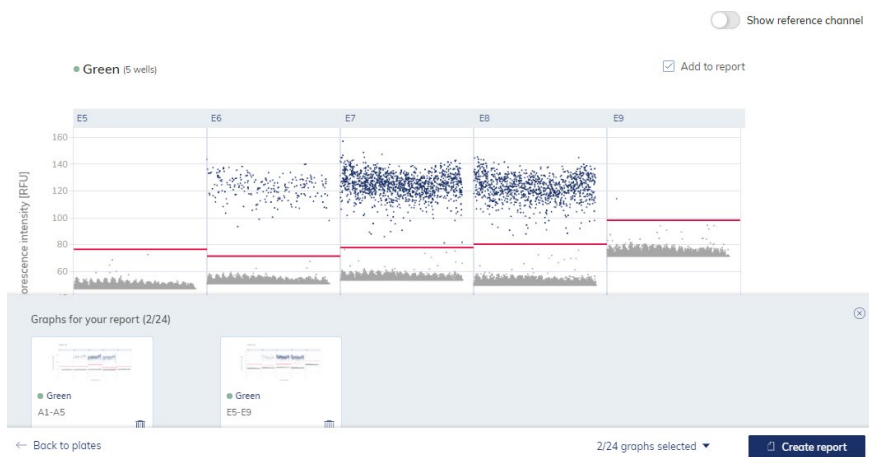 Show reference channel
Green (5 wells)
Add to report
E5 E6 E7 E8 E9
160
140
120
100
80
60
orescence intensity [RFU]
Graphs for your report (2/24)
Green
A1-A5
Green
E5-E9
Back to plates
2/24 graphs selected
Create report